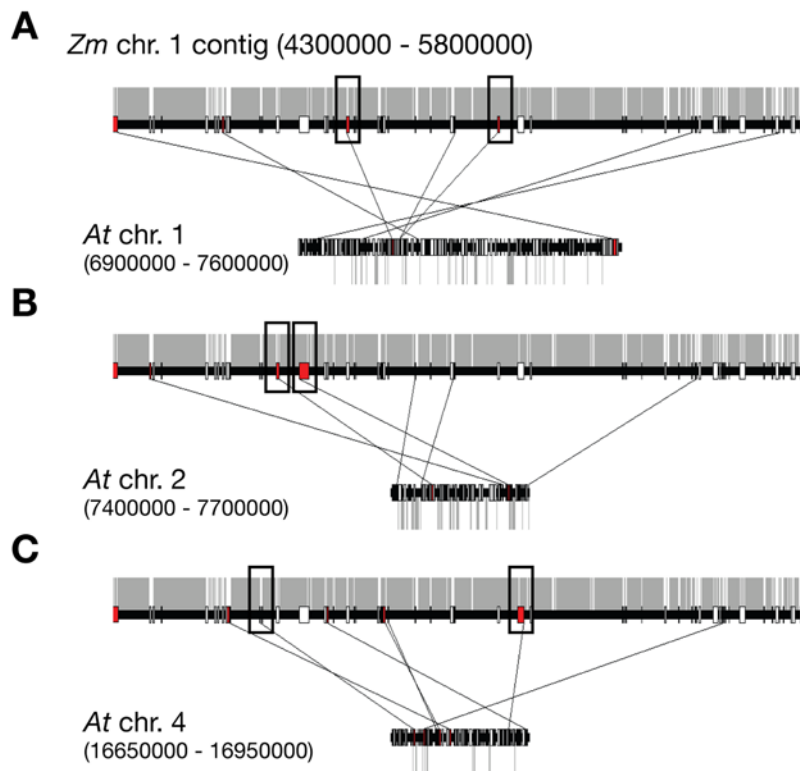 A
Zm chr. 1 contig (4300000 - 5800000)
At chr. 1
(6900000 - 7600000)
B
At chr. 2
(7400000 - 7700000)
C
At chr. 4
(16650000 - 16950000)